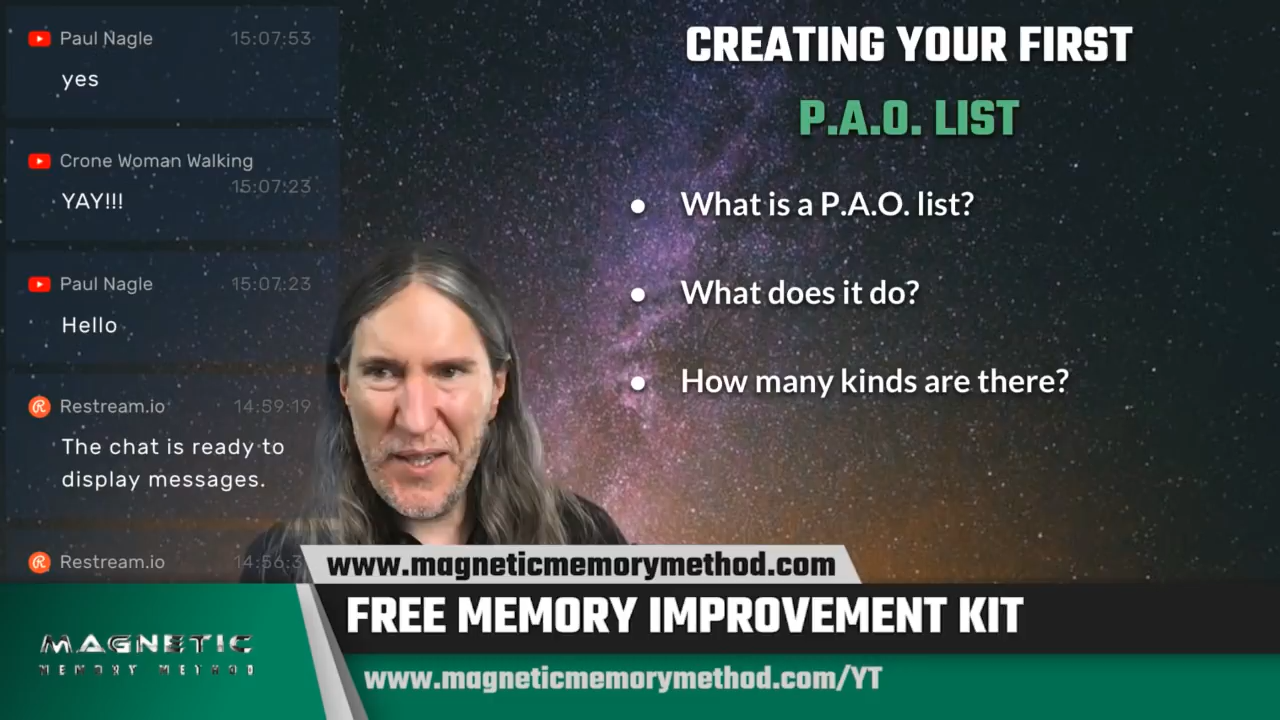 Paul Nagle 15:07:53
yes
Crone Woman Walking
15:07:23
YAY!!!
Paul Nagle 15:07:23
Hello
Restream.io 14:59:19
The chat is ready to
display messages.
Restream.io
CREATING YOUR FIRST
P.A.O. LIST
• What is a P.A.O. list?
• What does it do?
• How many kinds are there?
www.magneticmemorymethod.com
FREE MEMORY IMPROVEMENT KIT
www.magneticmemorymethod.com/YT
MAGNETIC
MEMORY METHOD